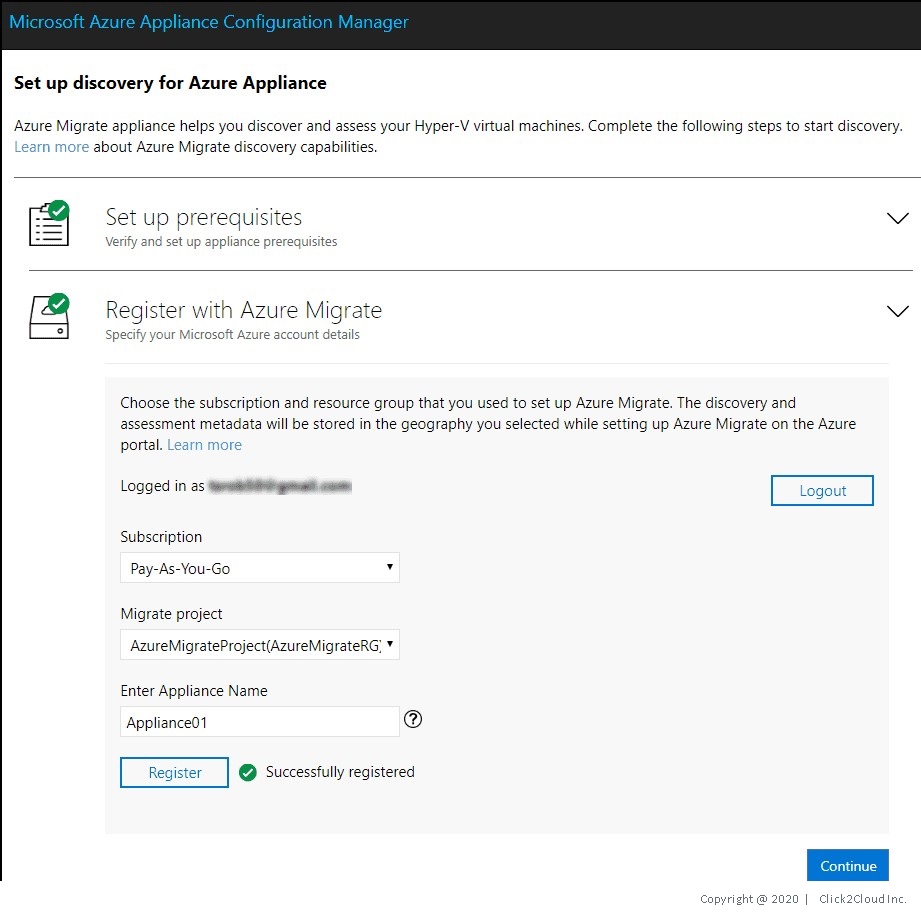 Microsoft Azure Appliance Configuration Manager
Set up discovery for Azure Appliance
Azure Migrate appliance helps you discover and assess your Hyper-V virtual machines. Complete the following steps to start discovery.
Learn more about Azure Migrate discovery capabilities.
Set up prerequisites
Verify and set up appliance prerequisites
Register with Azure Migrate
Specify your Microsoft Azure account details
Choose the subscription and resource group that you used to set up Azure Migrate. The discovery and
assessment metadata will be stored in the geography you selected while setting up Azure Migrate on the Azure
portal. Learn more
Logged in as
Logout
Subscription
Pay-As-You-Go
Migrate project
AzureMigrateProject(AzureMigrateRG)
Enter Appliance Name
Appliance01
?
Register
Successfully registered
Continue
Copyright @ 2020 | Click2Cloud Inc.